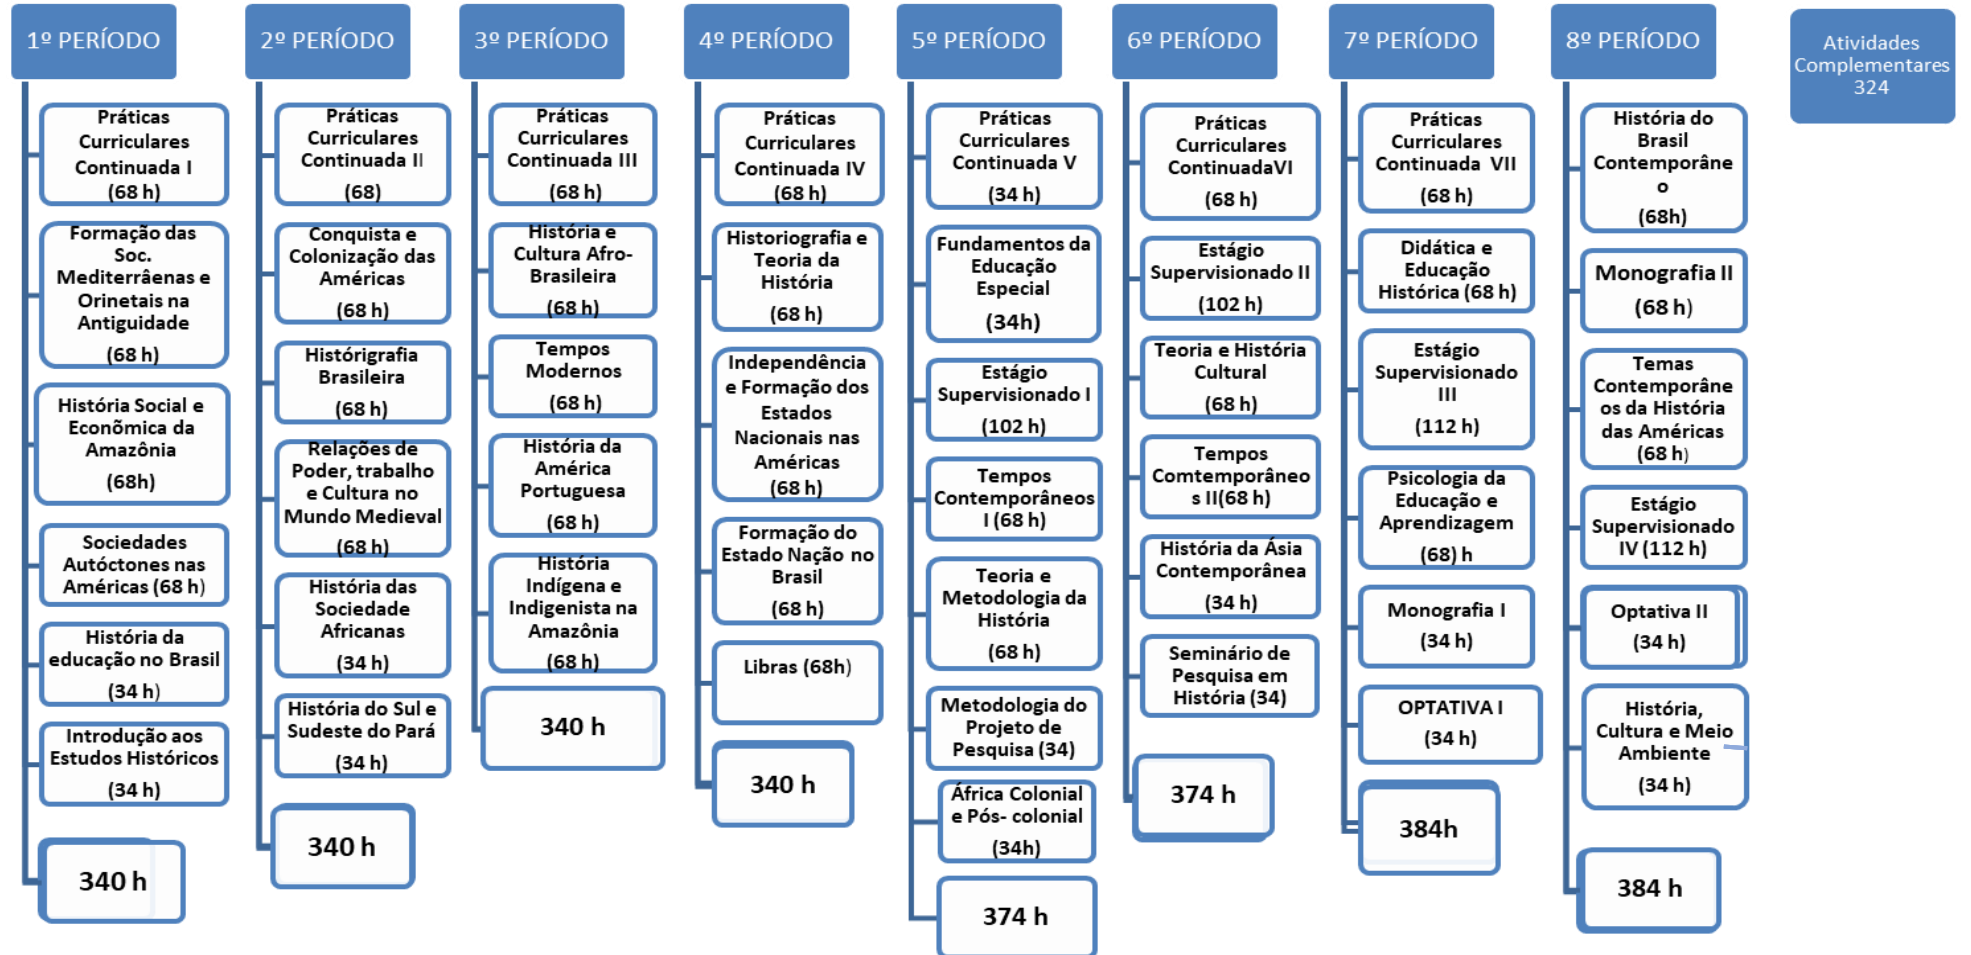 1º PERÍODO
Práticas
Curriculares
Continuada I
(68 h)
Formação das
Soc.
Mediterrâenas e
Orinetais na
Antiguidade
(68 h)
História Social e
Econômica da
Amazônia
(68h)
Sociedades
Autóctones nas
Américas (68 h)
História da
educação no Brasil
(34 h)
Introdução aos
Estudos Históricos
(34 h)
340 h
2º PERÍODO
Práticas
Curriculares
Continuada II
(68)
Conquista e
Colonização das
Américas
(68 h)
Histórigrafia
Brasileira
(68 h)
Relações de
Poder, trabalho
e Cultura no
Mundo Medieval
(68 h)
História das
Sociedade
Africanas
(34 h)
História do Sul e
Sudeste do Pará
(34 h)
340 h
3º PERÍODO
Práticas
Curriculares
Continuada III
(68 h)
História e
Cultura Afro-
Brasileira
(68 h)
Tempos
Modernos
(68 h)
História da
América
Portuguesa
(68 h)
História
Indígena e
Indigenista na
Amazônia
(68 h)
340 h
4º PERÍODO
Práticas
Curriculares
Continuada IV
(68 h)
Historiografia e
Teoria da
História
(68 h)
Independência
e Formação dos
Estados
Nacionais nas
Américas
(68 h)
Formação do
Estado Nação no
Brasil
(68 h)
Libras (68h)
340 h
5º PERÍODO
Práticas
Curriculares
Continuada V
(34 h)
Fundamentos da
Educação
Especial
(34h)
Estágio
Supervisionado I
(102 h)
Tempos
Contemporâneos
I (68 h)
Teoria e
Metodologia da
História
(68 h)
Metodologia do
Projeto de
Pesquisa (34)
África Colonial
e Pós- colonial
(34h)
374 h
6º PERÍODO
Práticas
Curriculares
ContinuadaVI
(68 h)
Estágio
Supervisionado II
(102 h)
Teoria e História
Cultural
(68 h)
Tempos
Comtemporâneo
s II(68 h)
História da Ásia
Contemporânea
(34 h)
Seminário de
Pesquisa em
História (34)
374 h
7º PERÍODO
Práticas
Curriculares
Continuada VII
(68 h)
Didática e
Educação
Histórica (68 h)
Estágio
Supervisionado
III
(112 h)
Psicologia da
Educação e
Aprendizagem
(68) h
Monografia I
(34 h)
OPTATIVA I
(34 h)
384h
8º PERÍODO
História do
Brasil
Contemporâne
o
(68h)
Monografia II
(68 h)
Temas
Contemporâne
os da História
das Américas
(68 h)
Estágio
Supervisionado
IV (112 h)
Optativa II
(34 h)
História,
Cultura e Meio
Ambiente
(34 h)
384 h
Atividades
Complementares
324